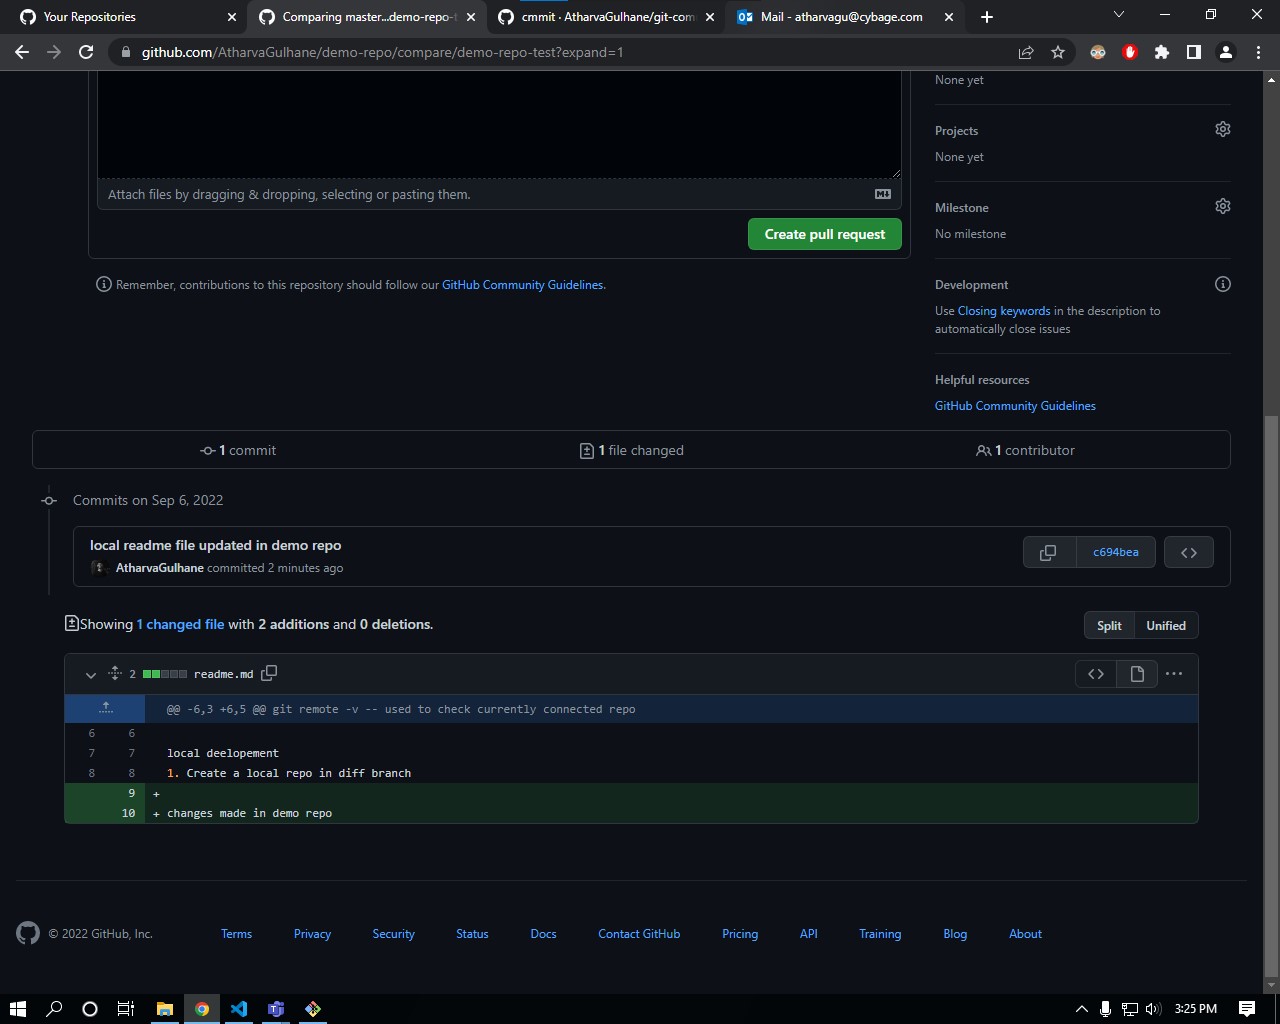 Your Repositories
Comparing master...demo-repo-t
cmmit · AtharvaGulhane/git-com
Mail - atharvagu@cybage.com
github.com/AtharvaGulhane/demo-repo/compare/demo-repo-test?expand=1
None yet
Projects
None yet
Attach files by dragging & dropping, selecting or pasting them.
Milestone
No milestone
Create pull request
Remember, contributions to this repository should follow our GitHub Community Guidelines.
Development
Use Closing keywords in the description to
automatically close issues
Helpful resources
GitHub Community Guidelines
1 commit
1 file changed
1 contributor
Commits on Sep 6, 2022
local readme file updated in demo repo
AtharvaGulhane committed 2 minutes ago
c694bea
Showing 1 changed file with 2 additions and 0 deletions.
Split
Unified
2 readme.md
@@ -6,3 +6,5 @@ git remote -v -- used to check currently connected repo
6 6
7 7 local deelopement
8 8 1. Create a local repo in diff branch
9 +
10 + changes made in demo repo
© 2022 GitHub, Inc.
Terms
Privacy
Security
Status
Docs
Contact GitHub
Pricing
API
Training
Blog
About
3:25 PM